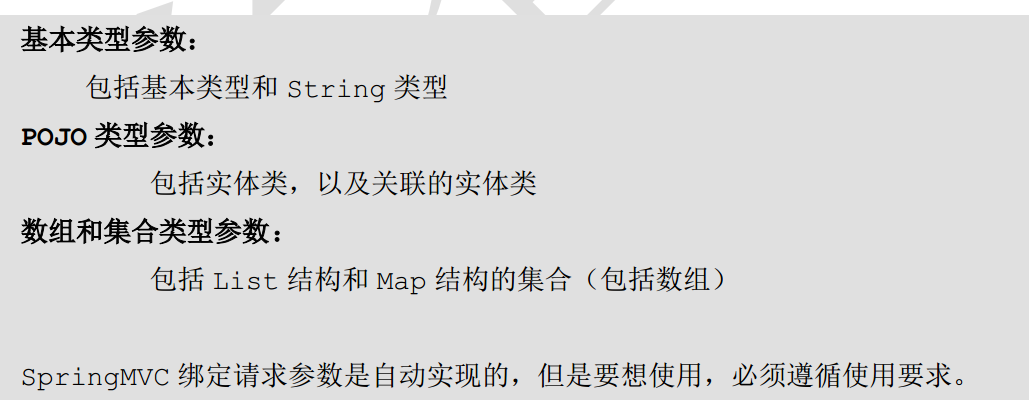 基本类型参数：
包括基本类型和 String 类型
POJO 类型参数：
包括实体类，以及关联的实体类
数组和集合类型参数：
包括 List 结构和 Map 结构的集合（包括数组）
SpringMVC 绑定请求参数是自动实现的，但是要想使用，必须遵循使用要求。